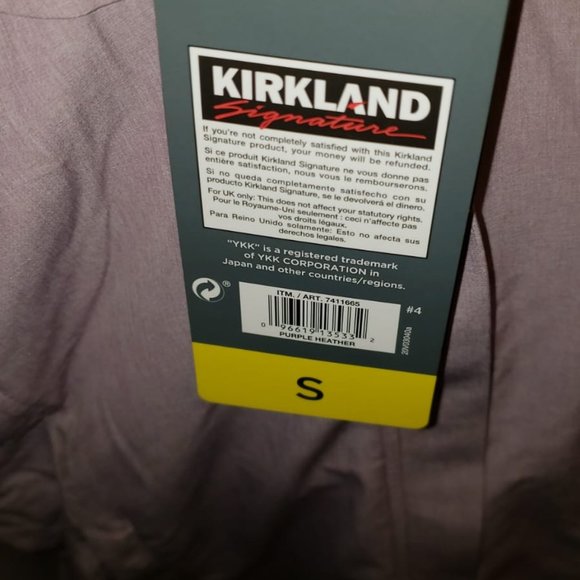 KIRKLAND
Signature
If you're not completely satisfied with this Kirkland
Signature product, your money will be refunded.
Si ce produit Kirkland Signature ne vous donne pas
entière satisfaction, nous vous le rembourserons.
Si no queda completamente satisfecho con su
producto Kirkland Signature, se le devolverá el dinero.
For UK only: This does not affect your statutory rights.
Pour le Royaume-Uni seulement : ceci n'affecte pas
vos droits légaux.
Para Reino Unido solamente: Esto no afecta sus
derechos legales.
"YKK" is a registered trademark
of YKK CORPORATION in
Japan and other countries/regions.
ITM. / ART. 7411665
#4
0 96619 13533 2
PURPLE HEATHER
2IV03040a
S